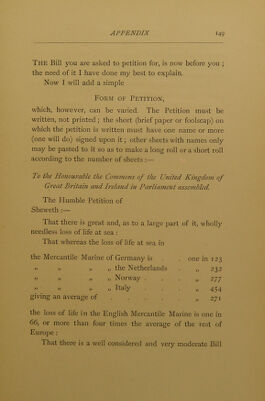 APPENDIX 149
THE Bill you are asked to petition for, is now before you ;
the need of it I have done my best to explain.
Now I will add a simple
FORM OF PETITION,
which, however, can be varied. The Petition must be
written, not printed ; the sheet (brief paper or foolscap) on
which the petition is written must have one name or more
(one will do) signed upon it ; other sheets with names only
may be pasted to it so as to make a long roll or a short roll
according to the number of sheets :—
To the Honourable the Commons of the United Kingdom of
Great Britain and Ireland in Parliament assembled.
The Humble Petition of
Sheweth :—
That there is great and, as to a large part of it, wholly
needless loss of life at sea :
That whereas the loss of life at sea in
the Mercantile Marine of Germany is . . one in 123
„ „ „ „ the Netherlands . „ 232
„ „ „ „ Norway . . . „ 277
„ „ „ „ Italy . . . „ 454
giving an average of . . . . . „ 271
the loss of life in the English Mercantile Marine is one in
66, or more than four times the average of the rest of
Europe :
That there is a well considered and very moderate Bill